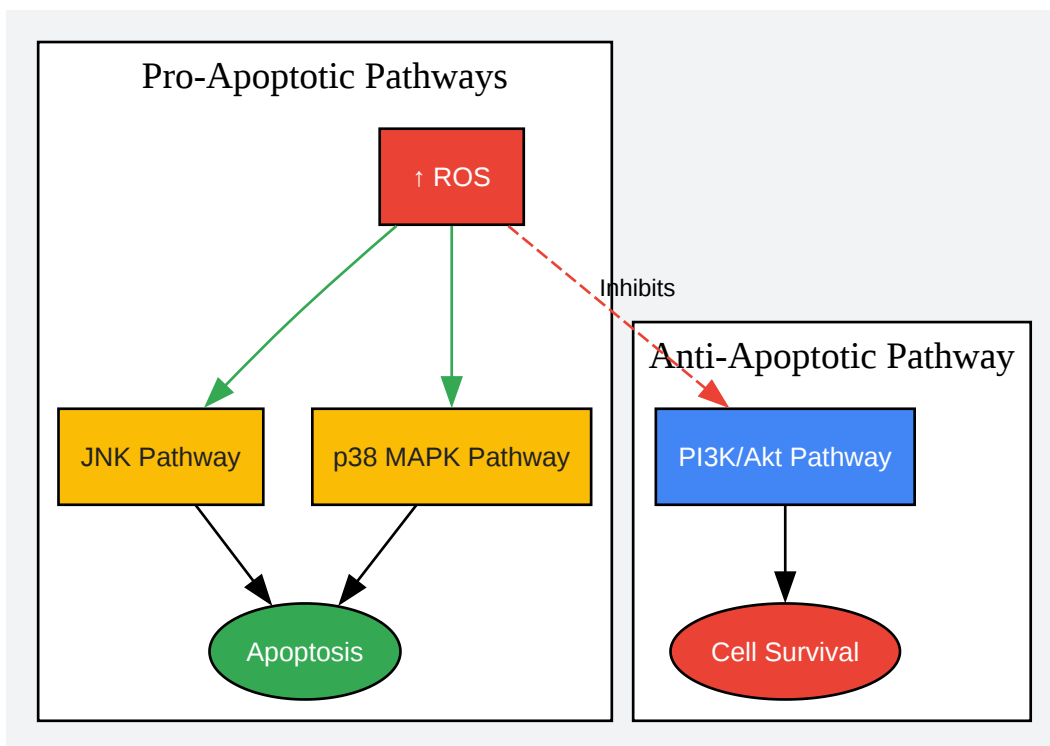 Pro-Apoptotic Pathways
↑ ROS
Inhibits
Anti-Apoptotic Pathway
JNK Pathway
p38 MAPK Pathway
PI3K/Akt Pathway
Apoptosis
Cell Survival